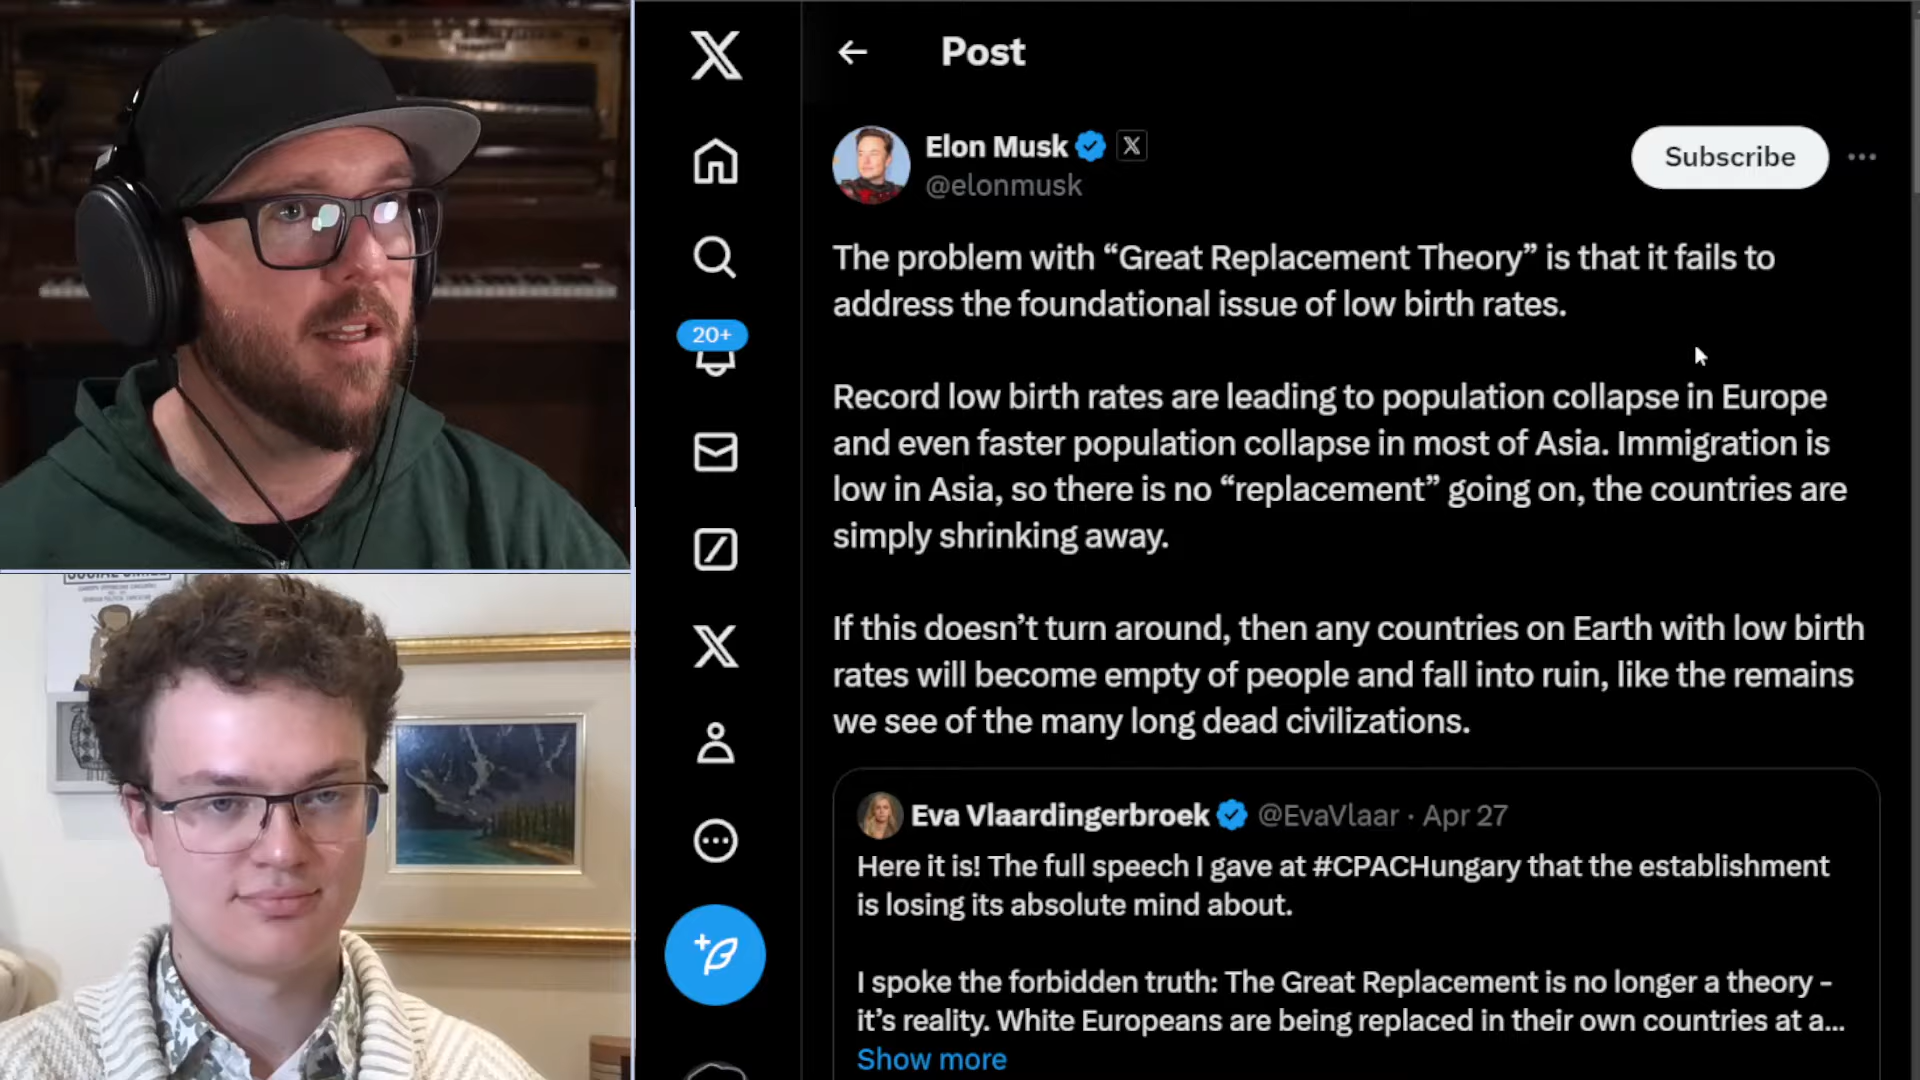 Post
Elon Musk
@elonmusk
Subscribe
The problem with “Great Replacement Theory” is that it fails to
address the foundational issue of low birth rates.
20+
Record low birth rates are leading to population collapse in Europe
and even faster population collapse in most of Asia. Immigration is
low in Asia, so there is no “replacement” going on, the countries are
simply shrinking away.
If this doesn’t turn around, then any countries on Earth with low birth
rates will become empty of people and fall into ruin, like the remains
we see of the many long dead civilizations.
Eva Vlaardingerbroek @EvaVlaar · Apr 27
Here it is! The full speech I gave at #CPACHungary that the establishment
is losing its absolute mind about.
I spoke the forbidden truth: The Great Replacement is no longer a theory -
it’s reality. White Europeans are being replaced in their own countries at a...
Show more